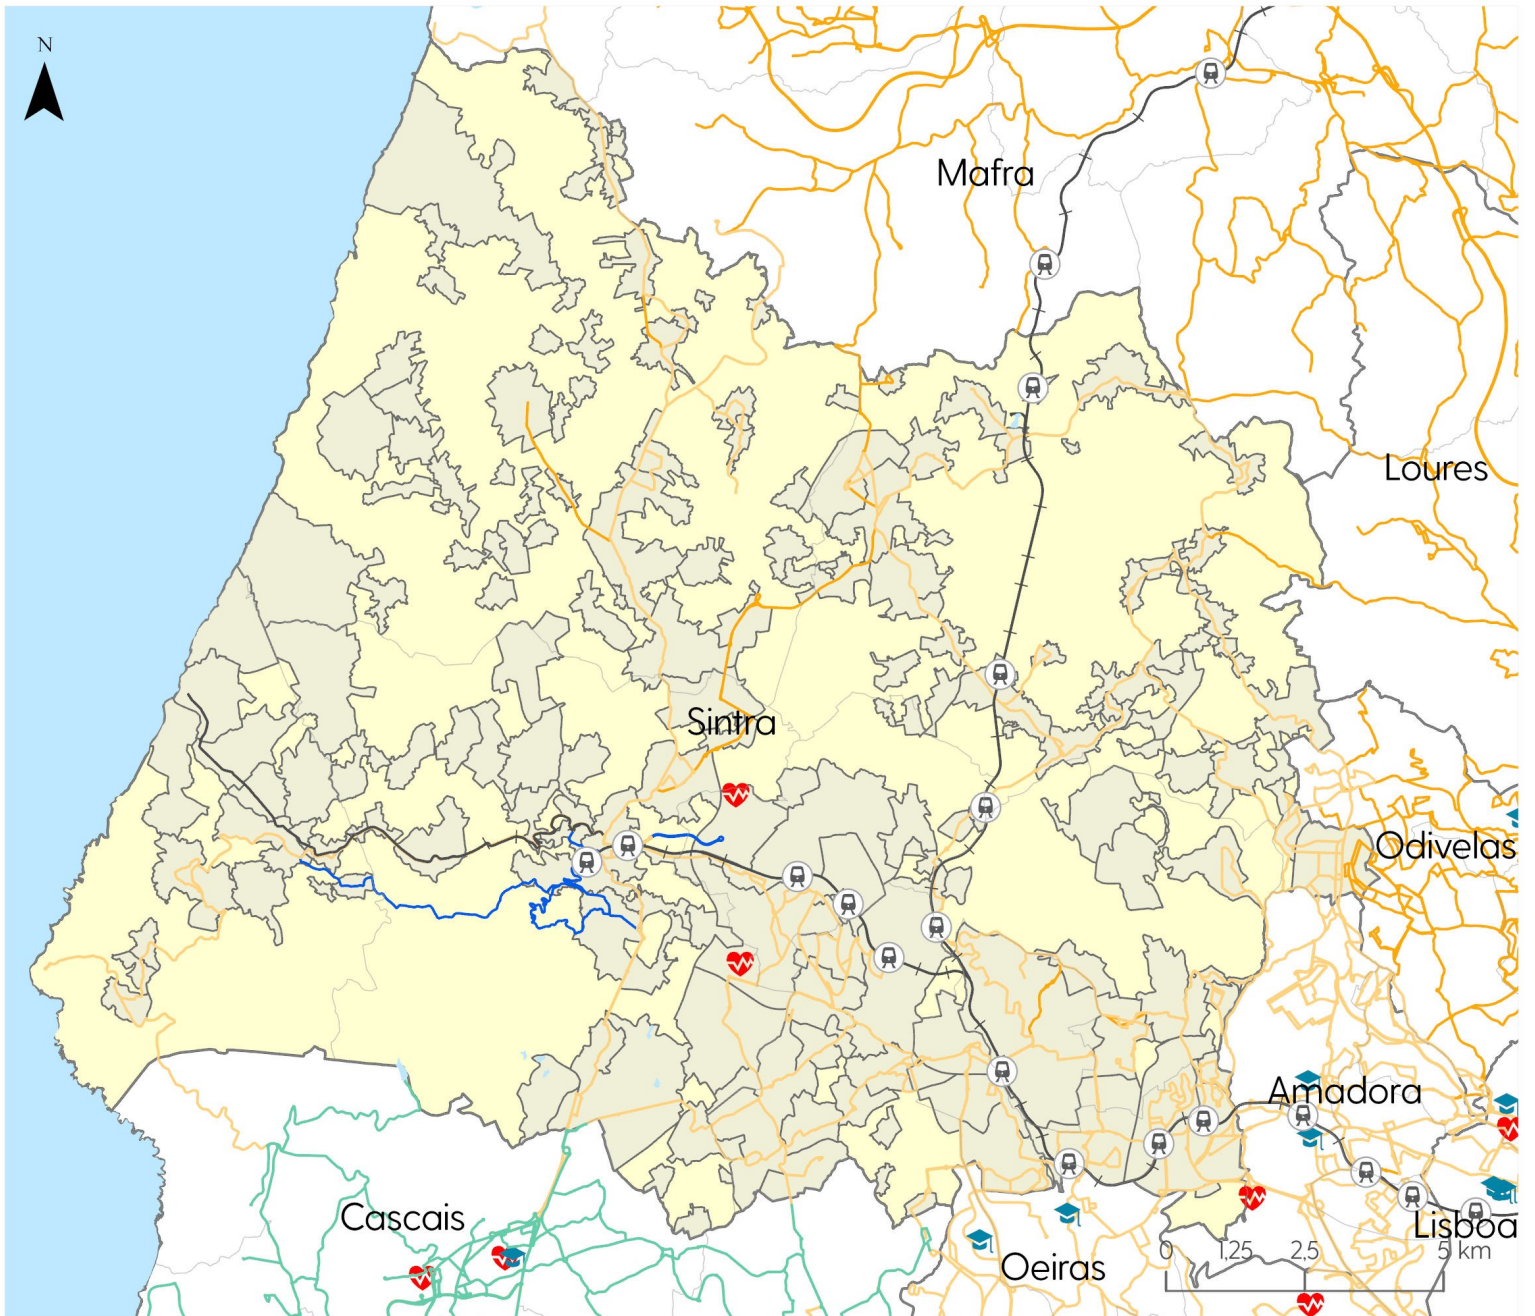 N
Mafra
Loures
Sintra
Odivelas
Amadora
Cascais
Lisboa
Oeiras
0 1,25 2,5 5 km